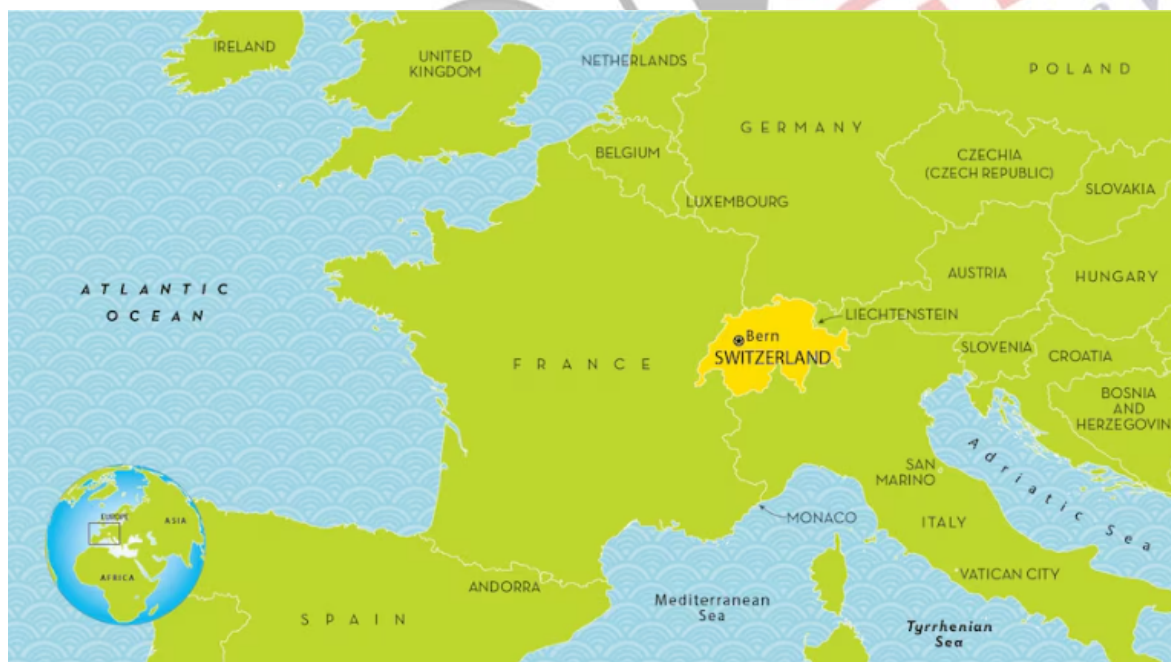 IRELAND
UNITED
KINGDOM
NETHERLANDS
POLAND
GERMANY
BELGIUM
CZECHIA
(CZECH REPUBLIC)
SLOVAKIA
LUXEMBOURG
ATLANTIC
OCEAN
AUSTRIA
HUNGARY
LIECHTENSTEIN
Bern
SWITZERLAND
FRANCE
SLOVENIA
CROATIA
BOSNIA
AND
HERZEGOVIN
Adriatic Sea
SAN
MARINO
MONACO
ITALY
EUROPE
ASIA
AFRICA
ANDORRA
VATICAN CITY
SPAIN
Mediterranean
Sea
Tyrrhenian
Sea